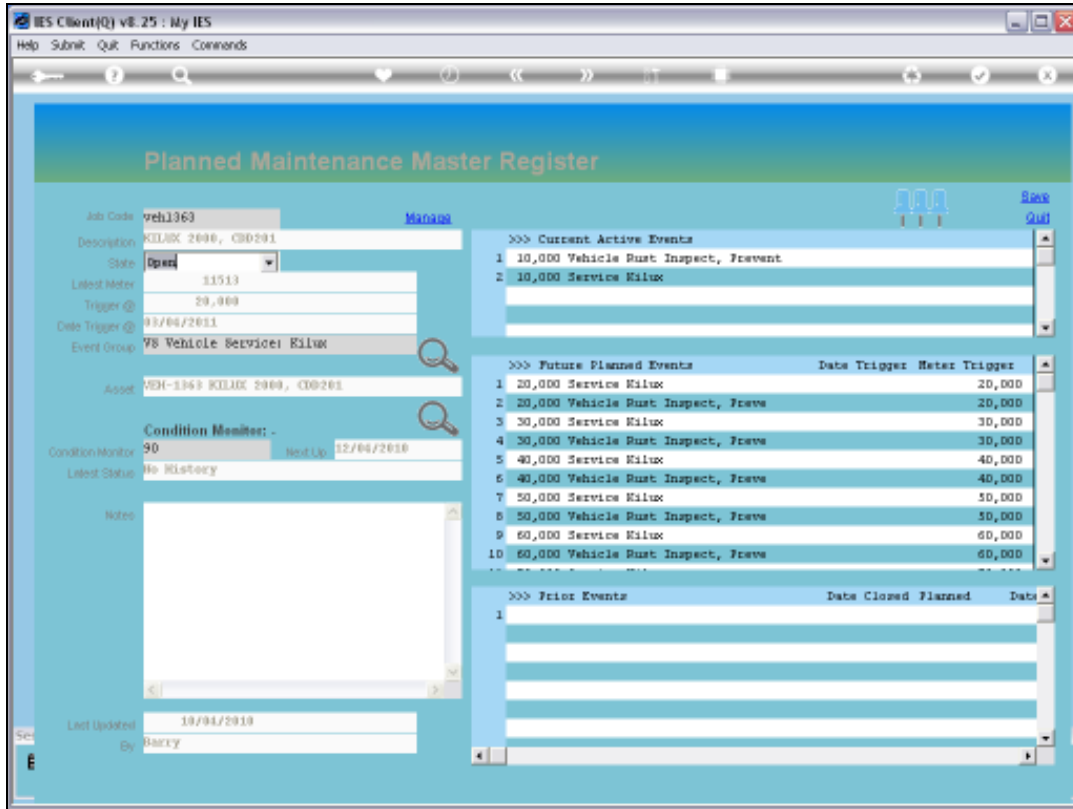 IES Client(Q) v8.25 : My IES
Help Submit Quit Functions Commands
Planned Maintenance Master Register
Save
Quit
Job Code veh1363 Manage
Description KILUX 2000, CDD201
State Open
Latest Meter 11513
Trigger @ 20,000
Date Trigger @ 03/04/2011
Event Group V8 Vehicle Service: Kilux
Asset VEH-1363 KILUX 2000, CDD201
Condition Monitor: -
Condition Monitor 90 Next Up 12/04/2010
Latest Status No History
Notes
Last Updated 10/04/2010
By Barry
>>> Current Active Events
1 10,000 Vehicle Rust Inspect, Prevent
2 10,000 Service Kilux
>>> Future Planned Events Date Trigger Meter Trigger
1 20,000 Service Kilux 20,000
2 20,000 Vehicle Rust Inspect, Preve 20,000
3 30,000 Service Kilux 30,000
4 30,000 Vehicle Rust Inspect, Preve 30,000
5 40,000 Service Kilux 40,000
6 40,000 Vehicle Rust Inspect, Preve 40,000
7 50,000 Service Kilux 50,000
8 50,000 Vehicle Rust Inspect, Preve 50,000
9 60,000 Service Kilux 60,000
10 60,000 Vehicle Rust Inspect, Preve 60,000
>>> Prior Events Date Closed Planned Date
1